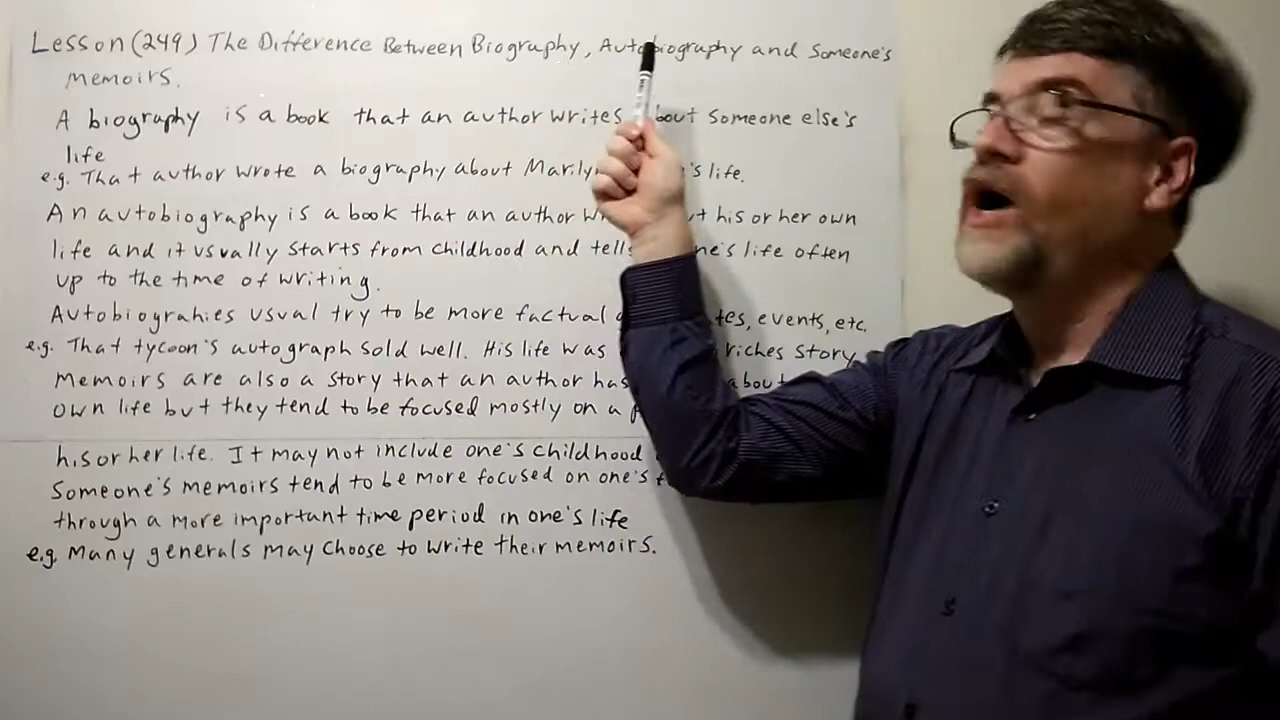 Lesson (249) The Difference Between Biography, Autobiography and Someone's
memoirs.
A biography is a book that an author writes about someone else's
life
e.g. That author wrote a biography about Marilyn 's life.
An autobiography is a book that an author his or her own
life and it usually starts from childhood and tells one's life often
up to the time of writing.
Autobiograhies usual try to be more factual events, etc.
e.g. That tycoon's autograph sold well. His life was riches story
Memoirs are also a story that an author has about
own life but they tend to be focused mostly on a
his or her life. It may not include one's childhood
Someone's memoirs tend to be more focused on one's
through a more important time period in one's life
e.g. Many generals may choose to write their memoirs.